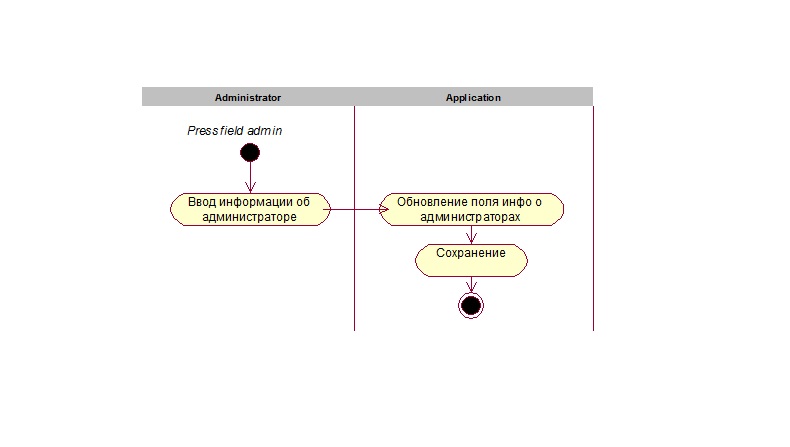 Administrator
Application
Press field admin
Ввод информации об
администраторе
Обновление поля инфо о
администраторах
Сохранение